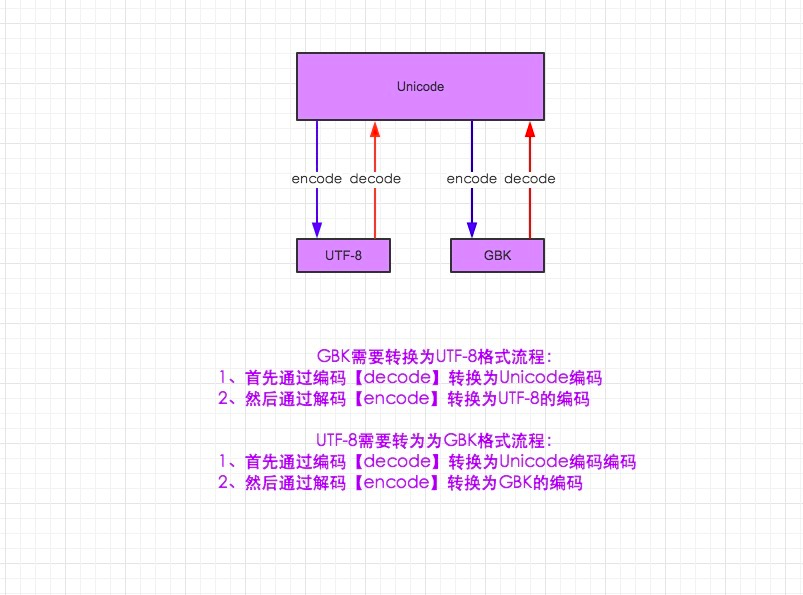 Unicode
encode decode encode decode
UTF-8 GBK
GBK需要转换为UTF-8格式流程:
1、首先通过编码【decode】转换为Unicode编码
2、然后通过解码【encode】转换为UTF-8的编码
UTF-8需要转为为GBK格式流程:
1、首先通过编码【decode】转换为Unicode编码编码
2、然后通过解码【encode】转换为GBK的编码